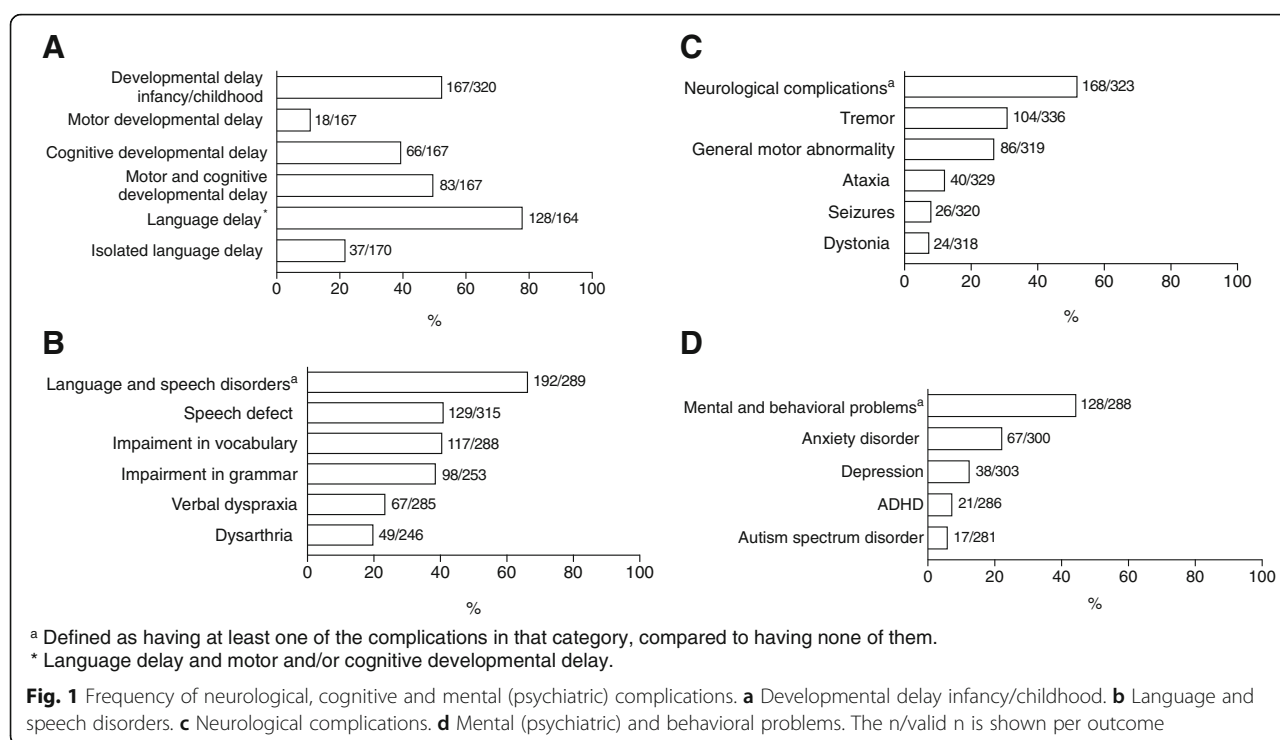 A
Developmental delay
infancy/childhood
167/320
Motor developmental delay
18/167
Cognitive developmental delay
66/167
Motor and cognitive
developmental delay
83/167
Language delay*
128/164
Isolated language delay
37/170
0 20 40 60 80 100
%
B
Language and speech disordersa
192/289
Speech defect
129/315
Impaiment in vocabulary
117/288
Impairment in grammar
98/253
Verbal dyspraxia
67/285
Dysarthria
49/246
0 20 40 60 80 100
%
C
Neurological complicationsa
168/323
Tremor
104/336
General motor abnormality
86/319
Ataxia
40/329
Seizures
26/320
Dystonia
24/318
0 20 40 60 80 100
%
D
Mental and behavioral problemsa
128/288
Anxiety disorder
67/300
Depression
38/303
ADHD
21/286
Autism spectrum disorder
17/281
0 20 40 60 80 100
%
a Defined as having at least one of the complications in that category, compared to having none of them.
* Language delay and motor and/or cognitive developmental delay.
Fig. 1 Frequency of neurological, cognitive and mental (psychiatric) complications. a Developmental delay infancy/childhood. b Language and
speech disorders. c Neurological complications. d Mental (psychiatric) and behavioral problems. The n/valid n is shown per outcome